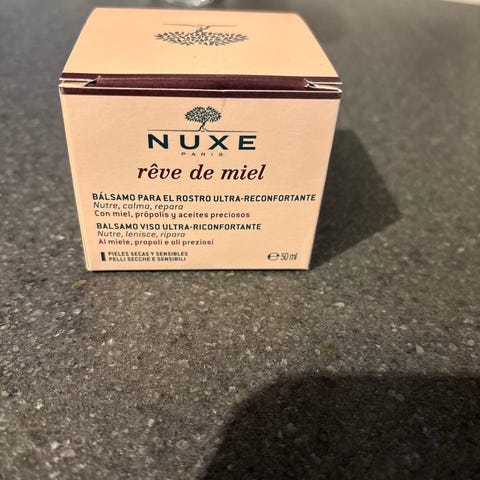 NUXE
PARIS
rêve de miel
BÁLSAMO PARA EL ROSTRO ULTRA-RECONFORTANTE
Nutre, calma, repara
Con miel, própolis y aceites preciosos
BALSAMO VISO ULTRA-RICONFORTANTE
Nutre, lenisce, ripara
Al miele, propoli e oli preziosi
PIELES SECAS Y SENSIBLES
PELLI SECCHE E SENSIBILI
℮ 50 ml